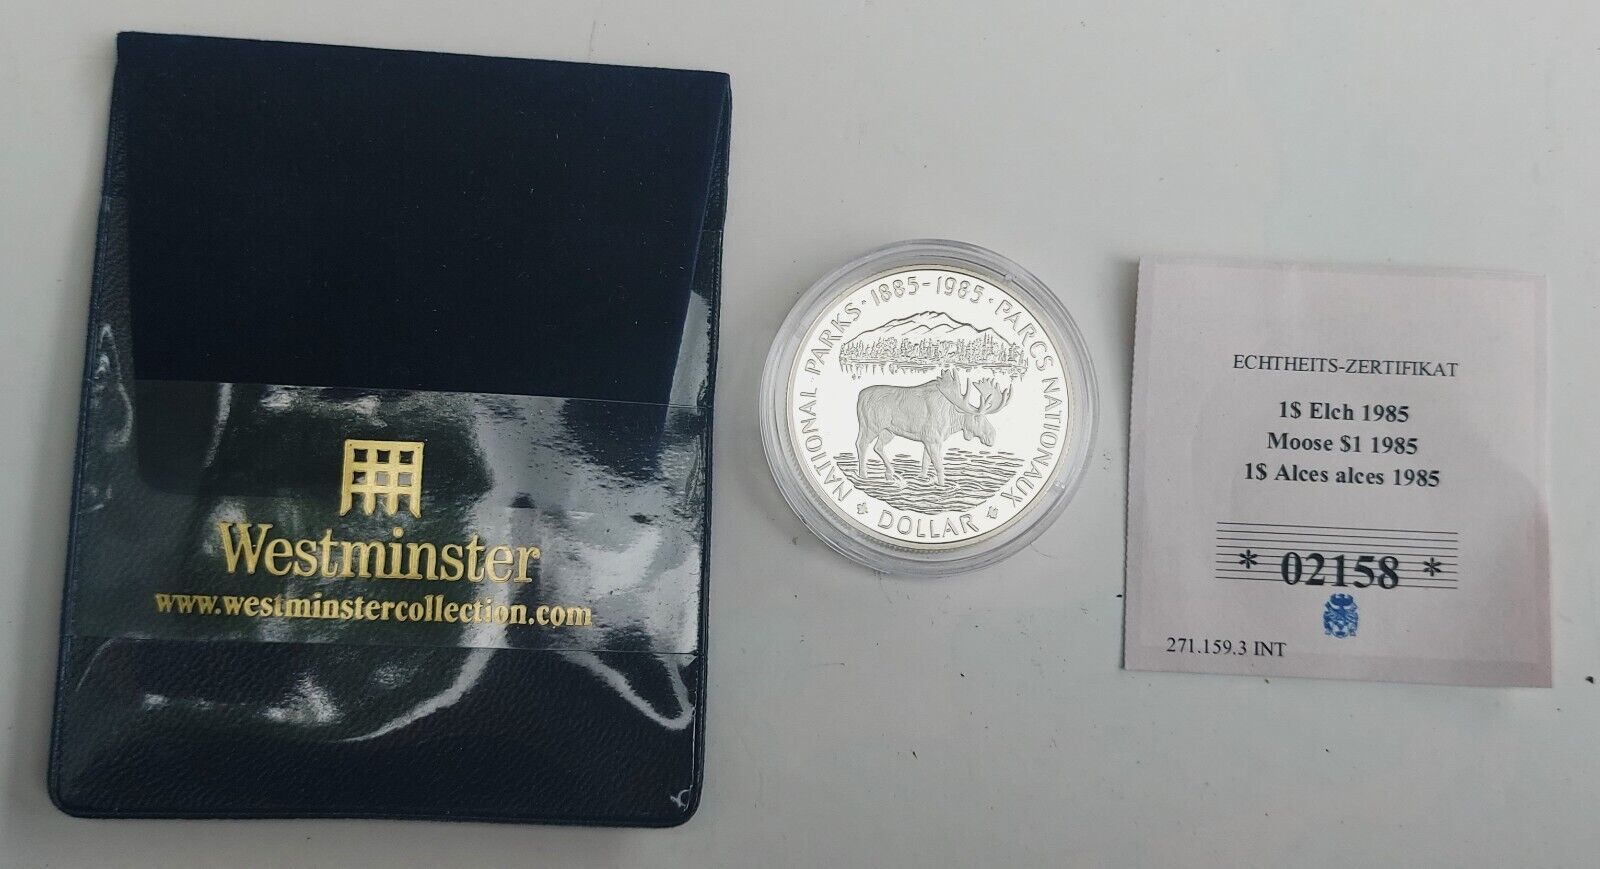 Westminster
www.westminstercollection.com
NATIONAL · PARKS · 1885-1985 · PARCS NATIONAUX
DOLLAR
ECHTHEITS-ZERTIFIKAT
1$ Elch 1985
Moose $1 1985
1$ Alces alces 1985
* 02158 *
271.159.3 INT